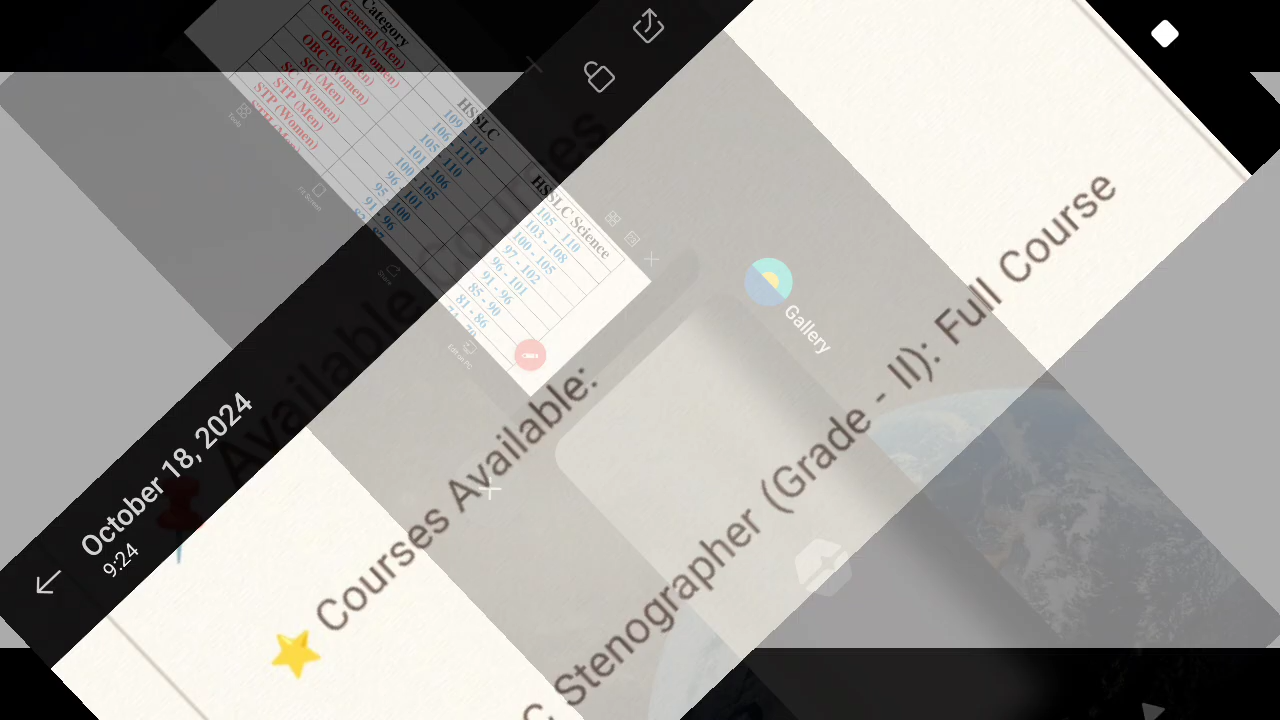 October 18, 2024
9:24
Available
⭐ Courses Available:
Stenographer (Grade - II): Full Course
Gallery
Category
HSSLC
HSSLC Science
General (Men)
109 - 114
105 – 110
General (Women)
106 - 111
103 - 108
OBC (Men)
105 - 110
100 - 105
OBC (Women)
101 - 106
97 - 102
SC (Men)
100 - 105
96 - 101
SC (Women)
96 - 101
91 - 96
STP (Men)
95 - 100
85 - 90
STP (Women)
91 - 96
81 - 86